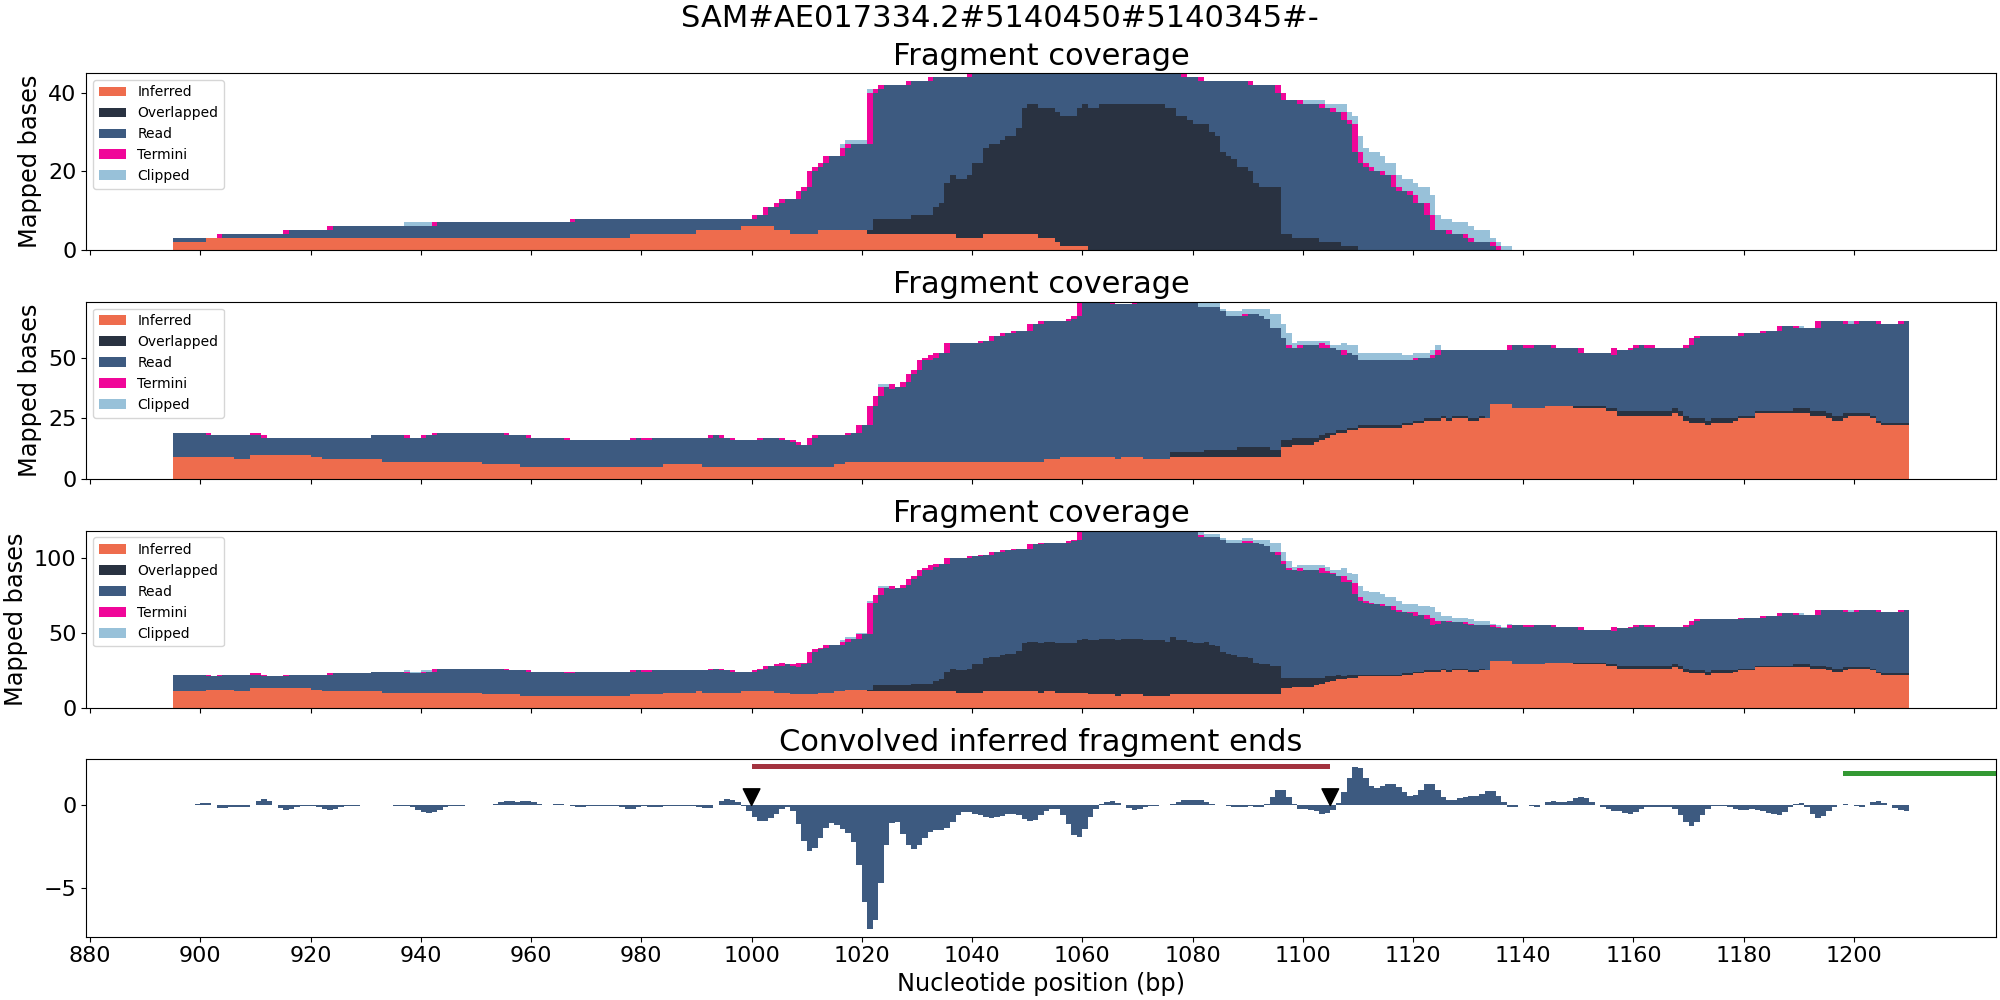 SAM#AE017334.2#5140450#5140345#-
Fragment coverage
Mapped bases
40
20
0
Inferred
Overlapped
Read
Termini
Clipped
Fragment coverage
Mapped bases
50
25
0
Inferred
Overlapped
Read
Termini
Clipped
Fragment coverage
Mapped bases
100
50
0
Inferred
Overlapped
Read
Termini
Clipped
Convolved inferred fragment ends
0
−5
880 900 920 940 960 980 1000 1020 1040 1060 1080 1100 1120 1140 1160 1180 1200
Nucleotide position (bp)